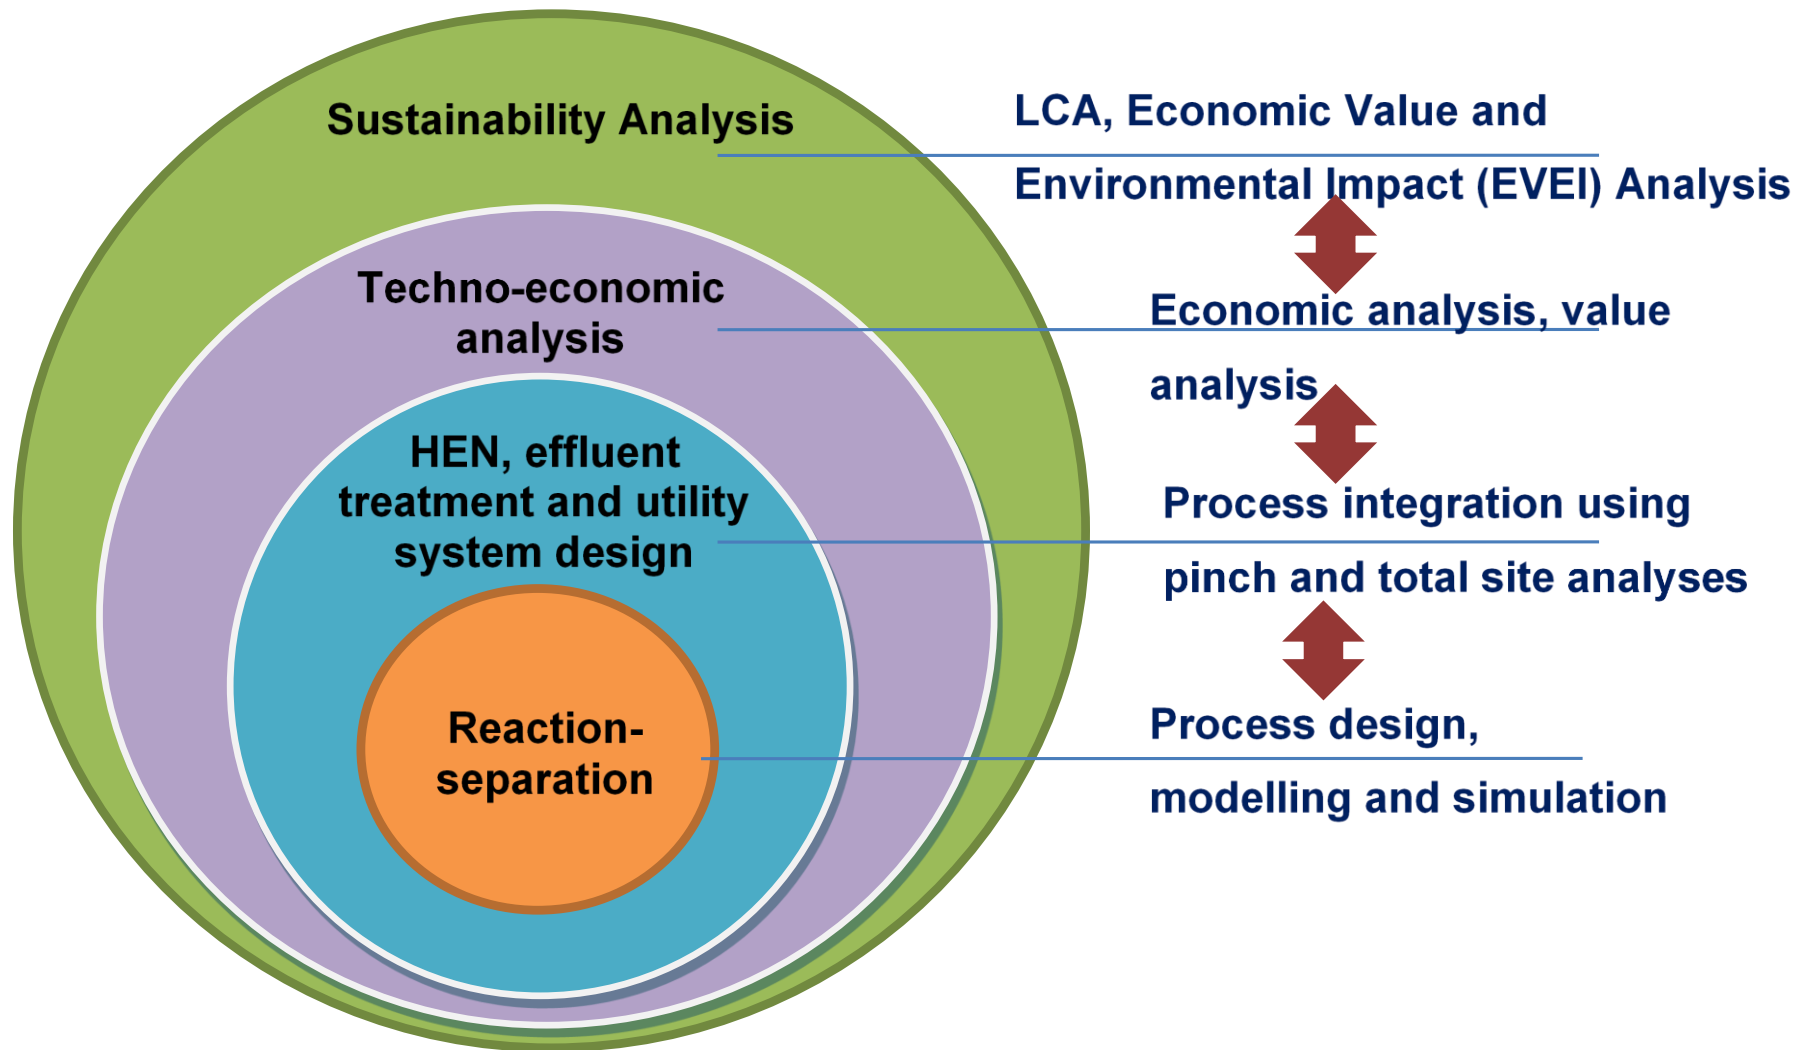 Sustainability Analysis
LCA, Economic Value and
Environmental Impact (EVEI) Analysis
Techno-economic
analysis
Economic analysis, value
analysis
HEN, effluent
treatment and utility
system design
Process integration using
pinch and total site analyses
Reaction-
separation
Process design,
modelling and simulation